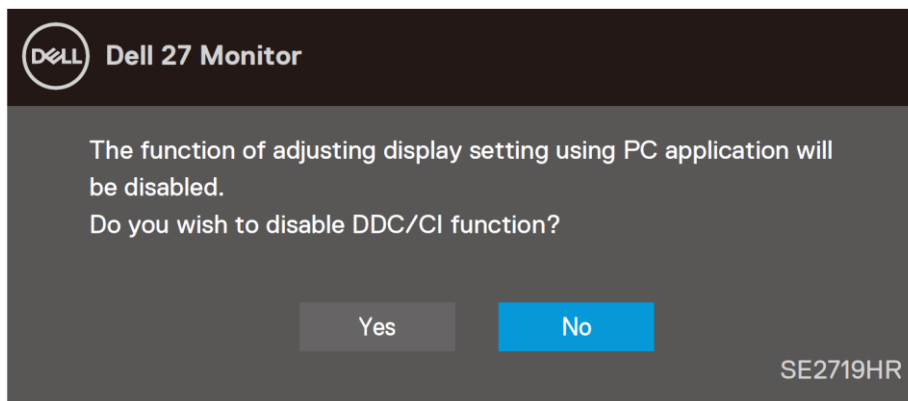 DELL Dell 27 Monitor
The function of adjusting display setting using PC application will
be disabled.
Do you wish to disable DDC/CI function?
Yes No
SE2719HR